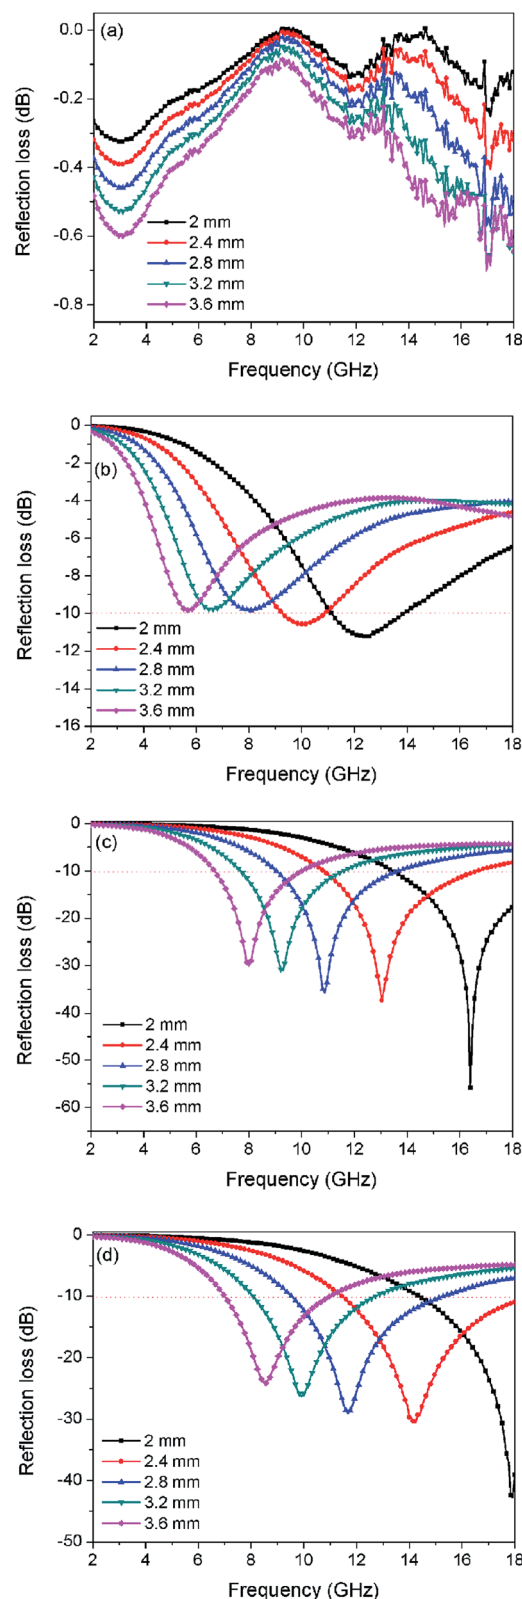 (a)
0.0
-0.2
-0.4
-0.6
-0.8
Reflection loss (dB)
2 mm
2.4 mm
2.8 mm
3.2 mm
3.6 mm
2 4 6 8 10 12 14 16 18
Frequency (GHz)
(b)
0
-2
-4
-6
-8
-10
-12
-14
-16
Reflection loss (dB)
2 mm
2.4 mm
2.8 mm
3.2 mm
3.6 mm
2 4 6 8 10 12 14 16 18
Frequency (GHz)
(c)
0
-10
-20
-30
-40
-50
-60
Reflection loss (dB)
2 mm
2.4 mm
2.8 mm
3.2 mm
3.6 mm
2 4 6 8 10 12 14 16 18
Frequency (GHz)
(d)
0
-10
-20
-30
-40
-50
Reflection loss (dB)
2 mm
2.4 mm
2.8 mm
3.2 mm
3.6 mm
2 4 6 8 10 12 14 16 18
Frequency (GHz)